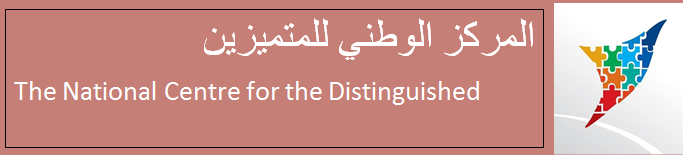 المركز الوطني للمتميزين
The National Centre for the Distinguished